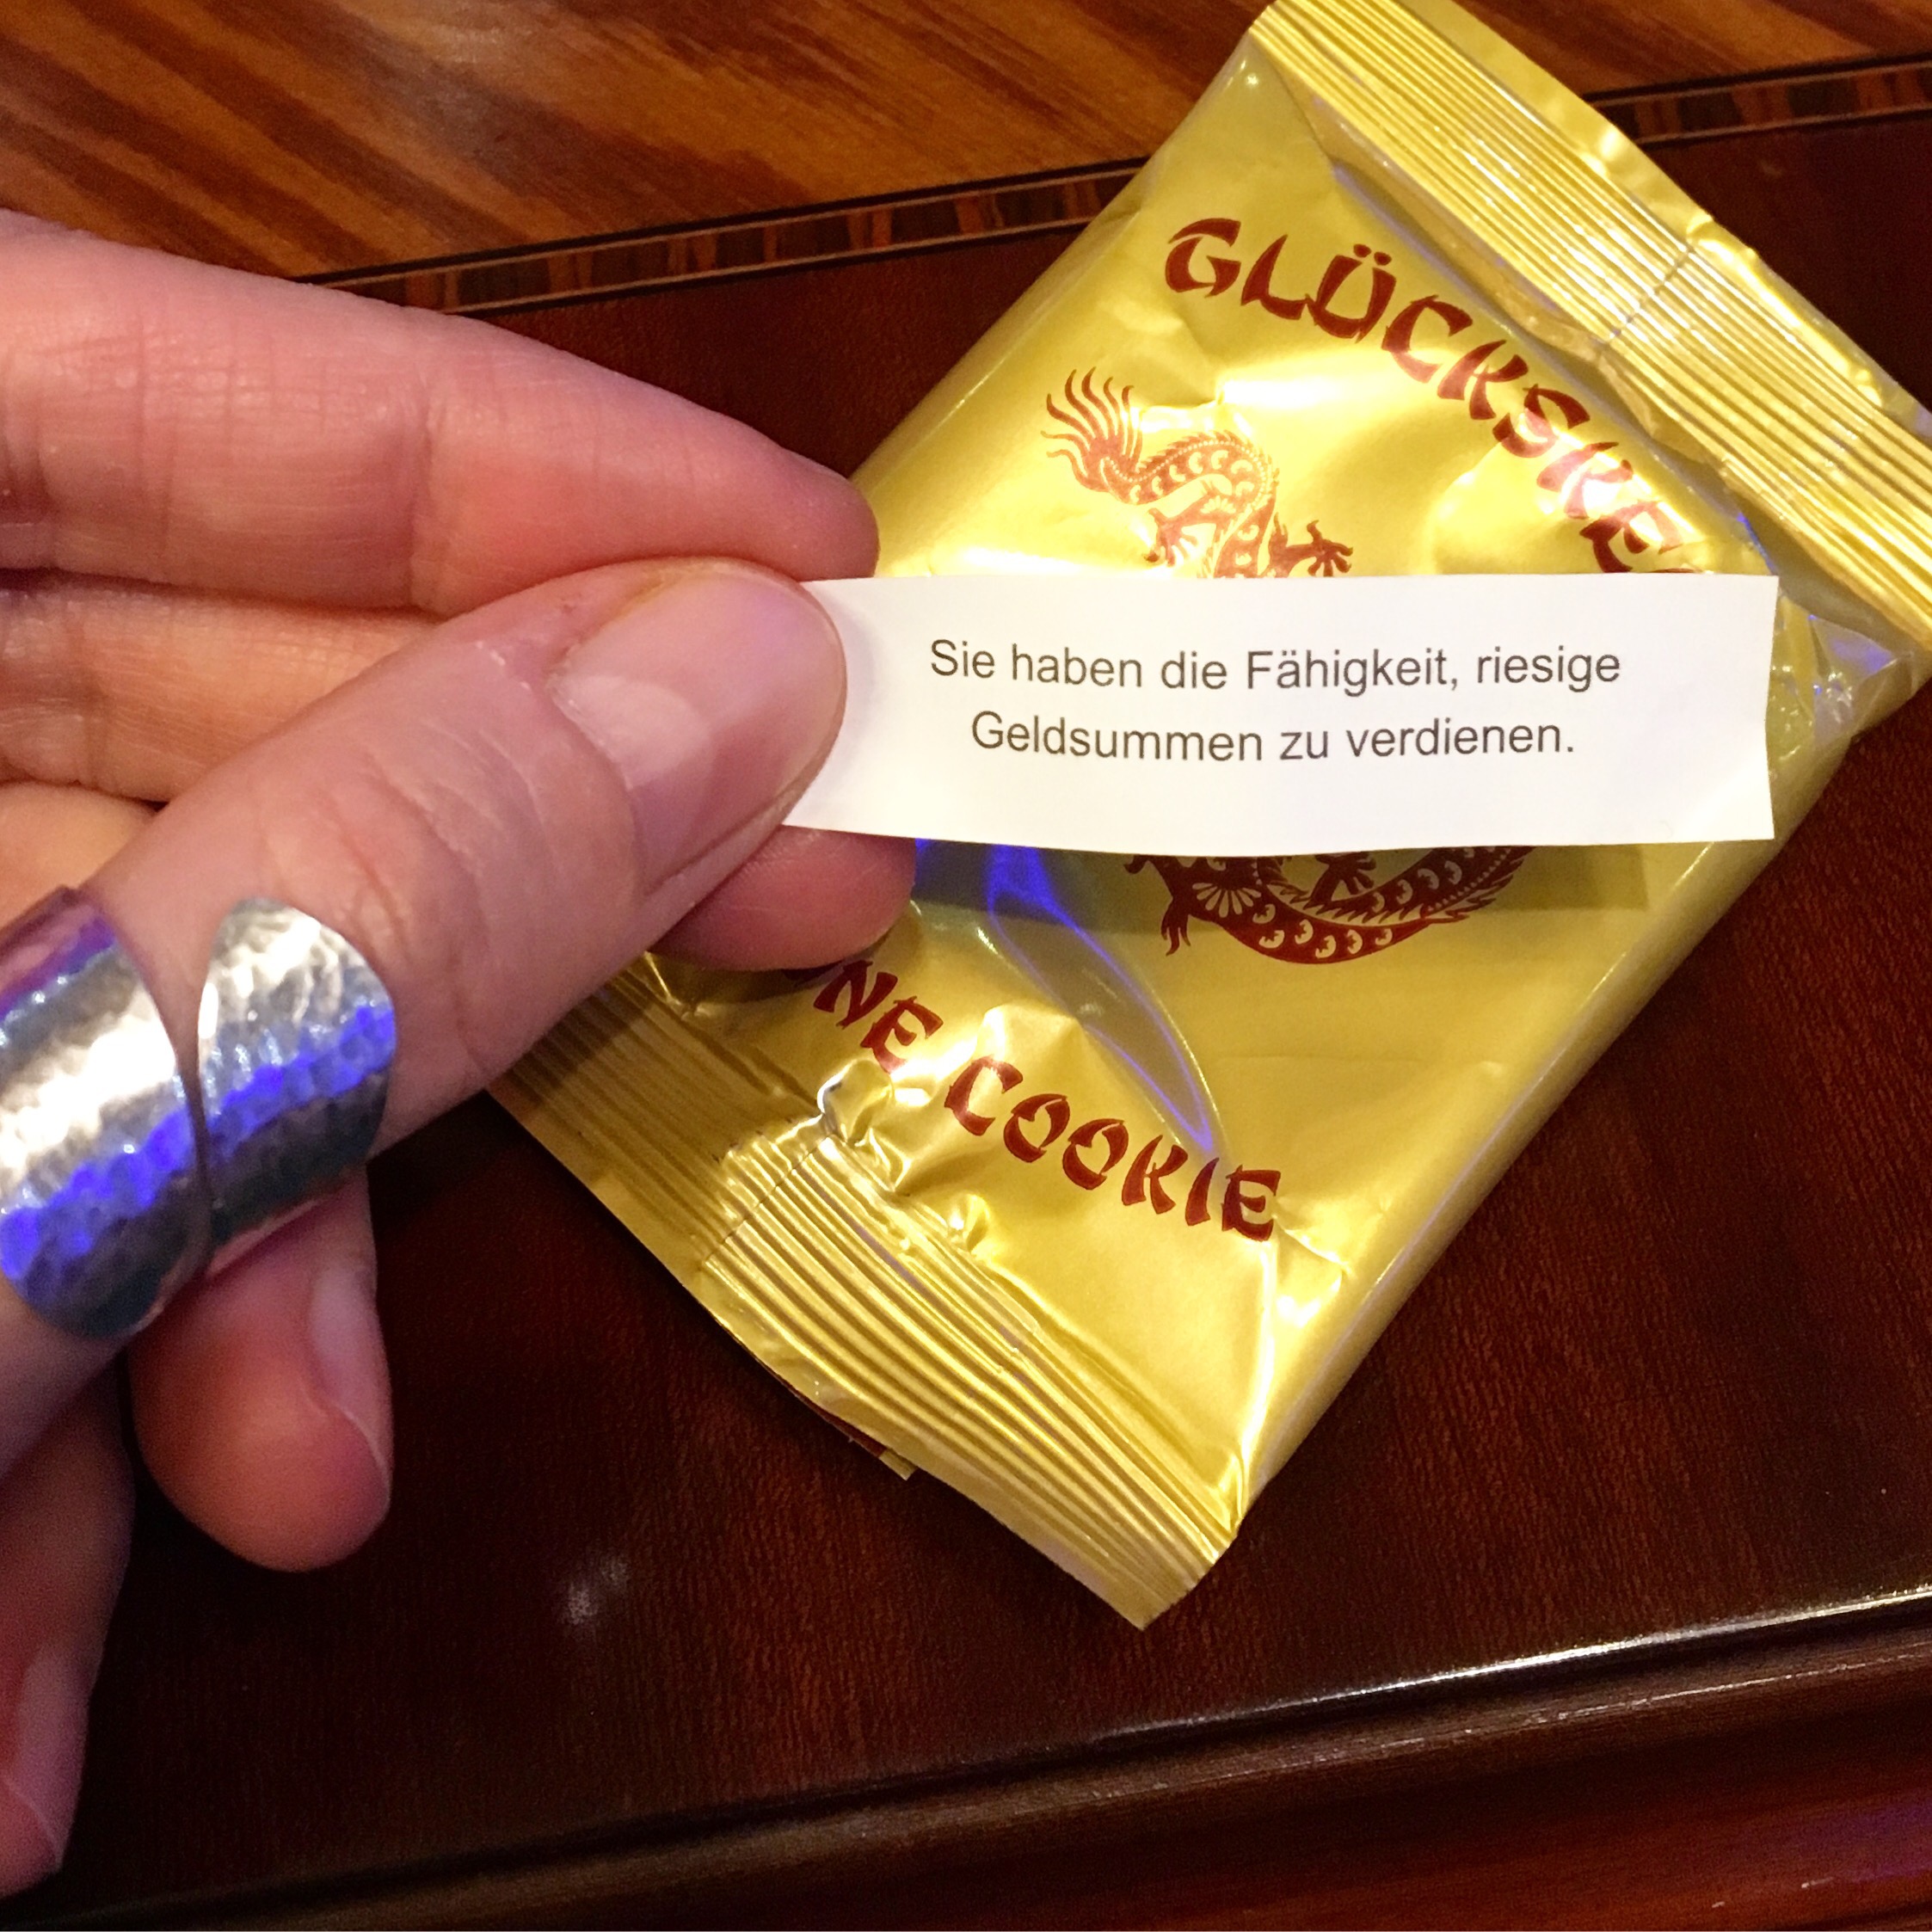 GLÜCKSKE
Sie haben die Fähigkeit, riesige
Geldsummen zu verdienen.
NE COOKIE